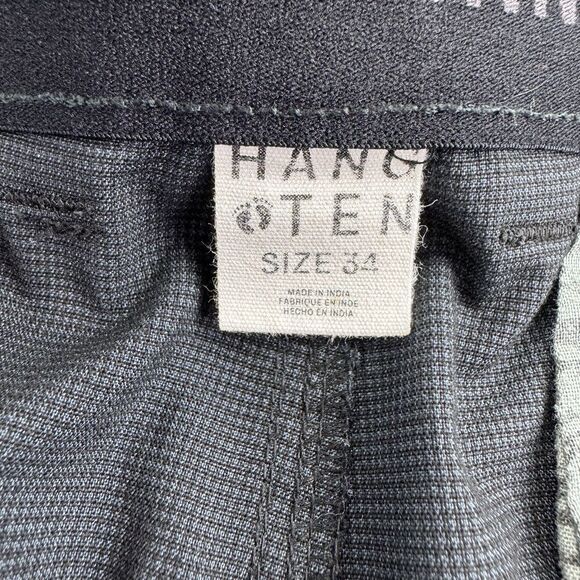 HANG
TEN
SIZE 34
MADE IN INDIA
FABRIQUE EN INDE
HECHO EN INDIA